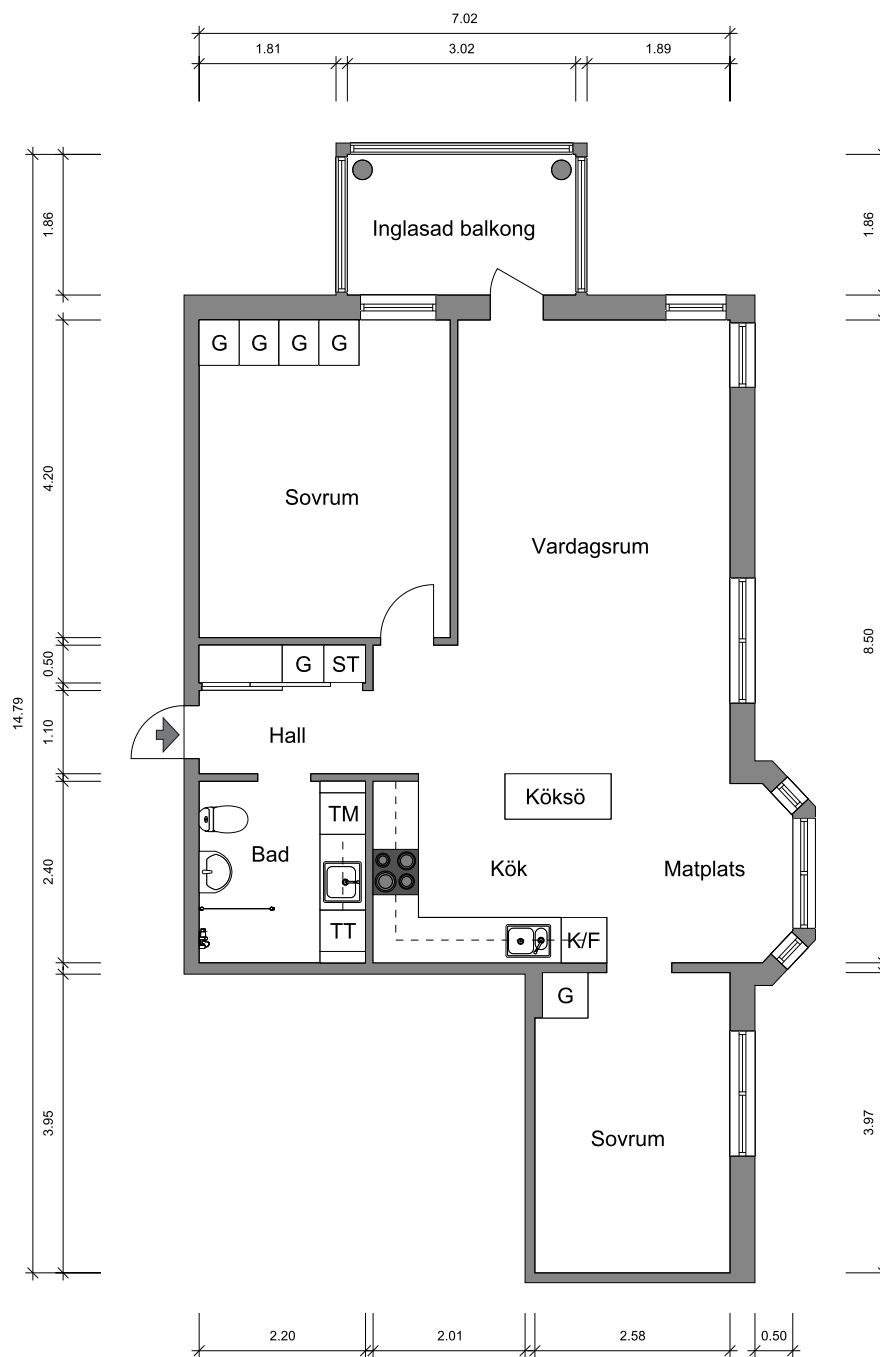 7.02
1.81 3.02 1.89
1.86 1.86
Inglasad balkong
G G G G
4.20
Sovrum
Vardagsrum
8.50
0.50
G ST
14.79
1.10
Hall
Köksö
TM
2.40
Bad
Kök
Matplats
TT
K/F
G
3.95 3.97
Sovrum
2.20 2.01 2.58 0.50